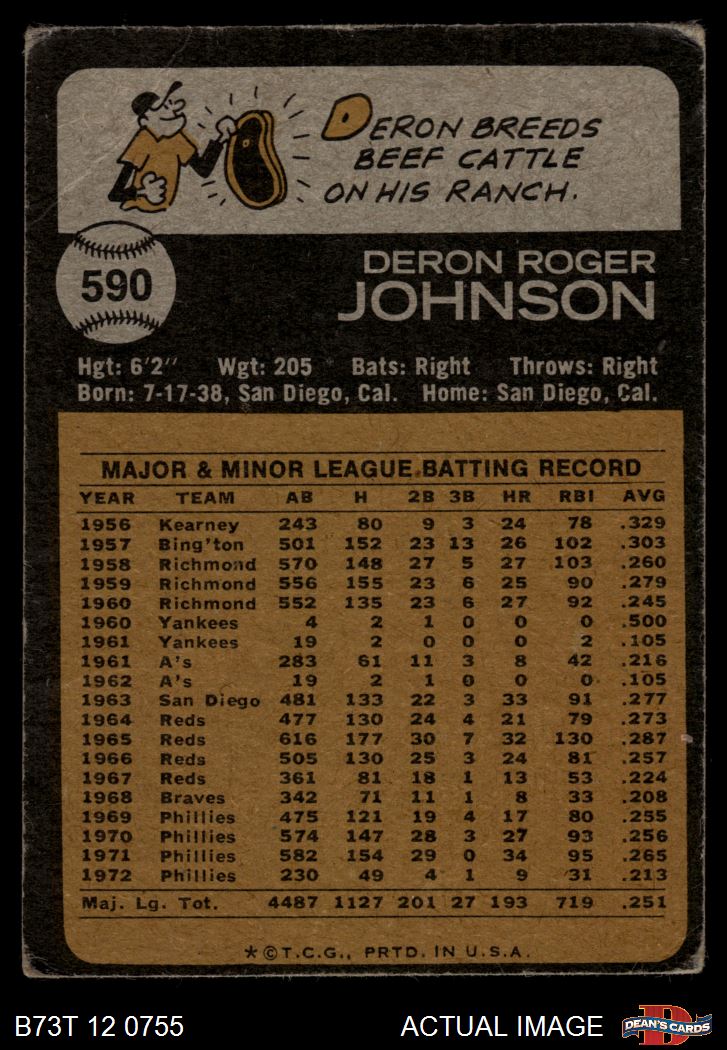 DERON BREEDS
BEEF CATTLE
ON HIS RANCH.
590
DERON ROGER
JOHNSON
Hgt: 6'2" Wgt: 205 Bats: Right Throws: Right
Born: 7-17-38, San Diego, Cal. Home: San Diego, Cal.
MAJOR & MINOR LEAGUE BATTING RECORD
YEAR TEAM AB H 2B 3B HR RBI AVG
1956 Kearney 243 80 9 3 24 78 .329
1957 Bing'ton 501 152 23 13 26 102 .303
1958 Richmond 570 148 27 5 27 103 .260
1959 Richmond 556 155 23 6 25 90 .279
1960 Richmond 552 135 23 6 27 92 .245
1960 Yankees 4 2 1 0 0 0 .500
1961 Yankees 19 2 0 0 0 2 .105
1961 A's 283 61 11 3 8 42 .216
1962 A's 19 2 1 0 0 0 .105
1963 San Diego 481 133 22 3 33 91 .277
1964 Reds 477 130 24 4 21 79 .273
1965 Reds 616 177 30 7 32 130 .287
1966 Reds 505 130 25 3 24 81 .257
1967 Reds 361 81 18 1 13 53 .224
1968 Braves 342 71 11 1 8 33 .208
1969 Phillies 475 121 19 4 17 80 .255
1970 Phillies 574 147 28 3 27 93 .256
1971 Phillies 582 154 29 0 34 95 .265
1972 Phillies 230 49 4 1 9 31 .213
Maj. Lg. Tot. 4487 1127 201 27 193 719 .251
*©T.C.G., PRTD. IN U.S.A.
B73T 12 0755 ACTUAL IMAGE D DEAN'S CARDS